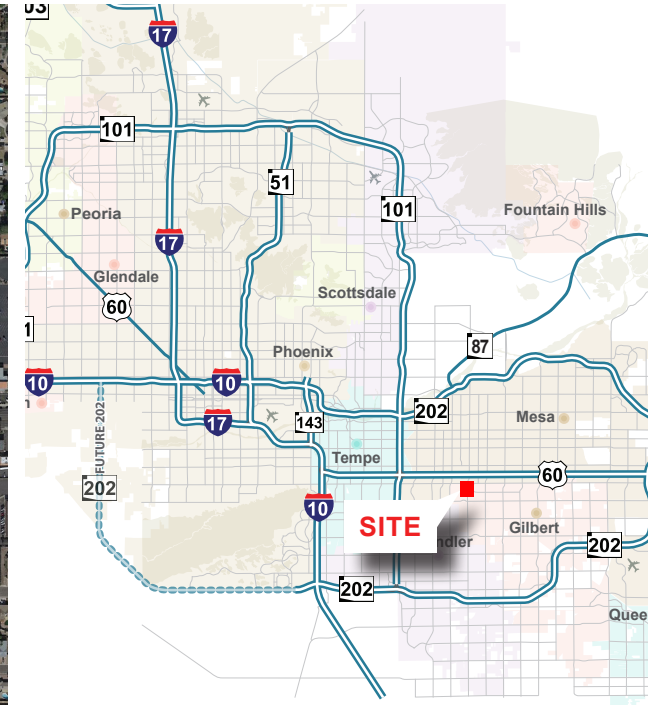 17
101
51
101
Peoria
Fountain Hills
17
Glendale
Scottsdale
60
87
Phoenix
10
10
202
17
143
Mesa
FUTURE 202
Tempe
60
202
10
SITE
Gilbert
202
202